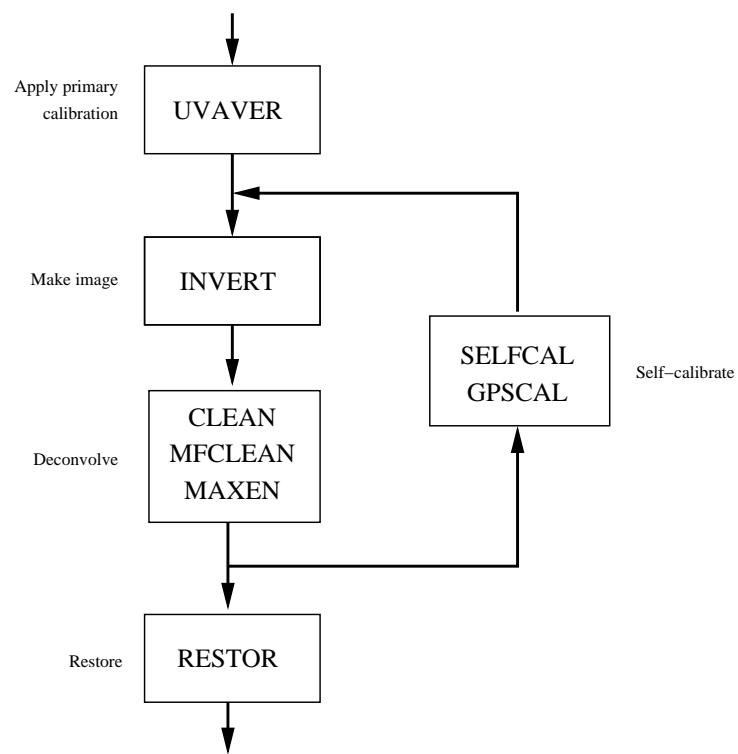 Apply primary
calibration
UVAVER
Make image
INVERT
SELFCAL
GPSCAL
Self−calibrate
Deconvolve
CLEAN
MFCLEAN
MAXEN
Restore
RESTOR